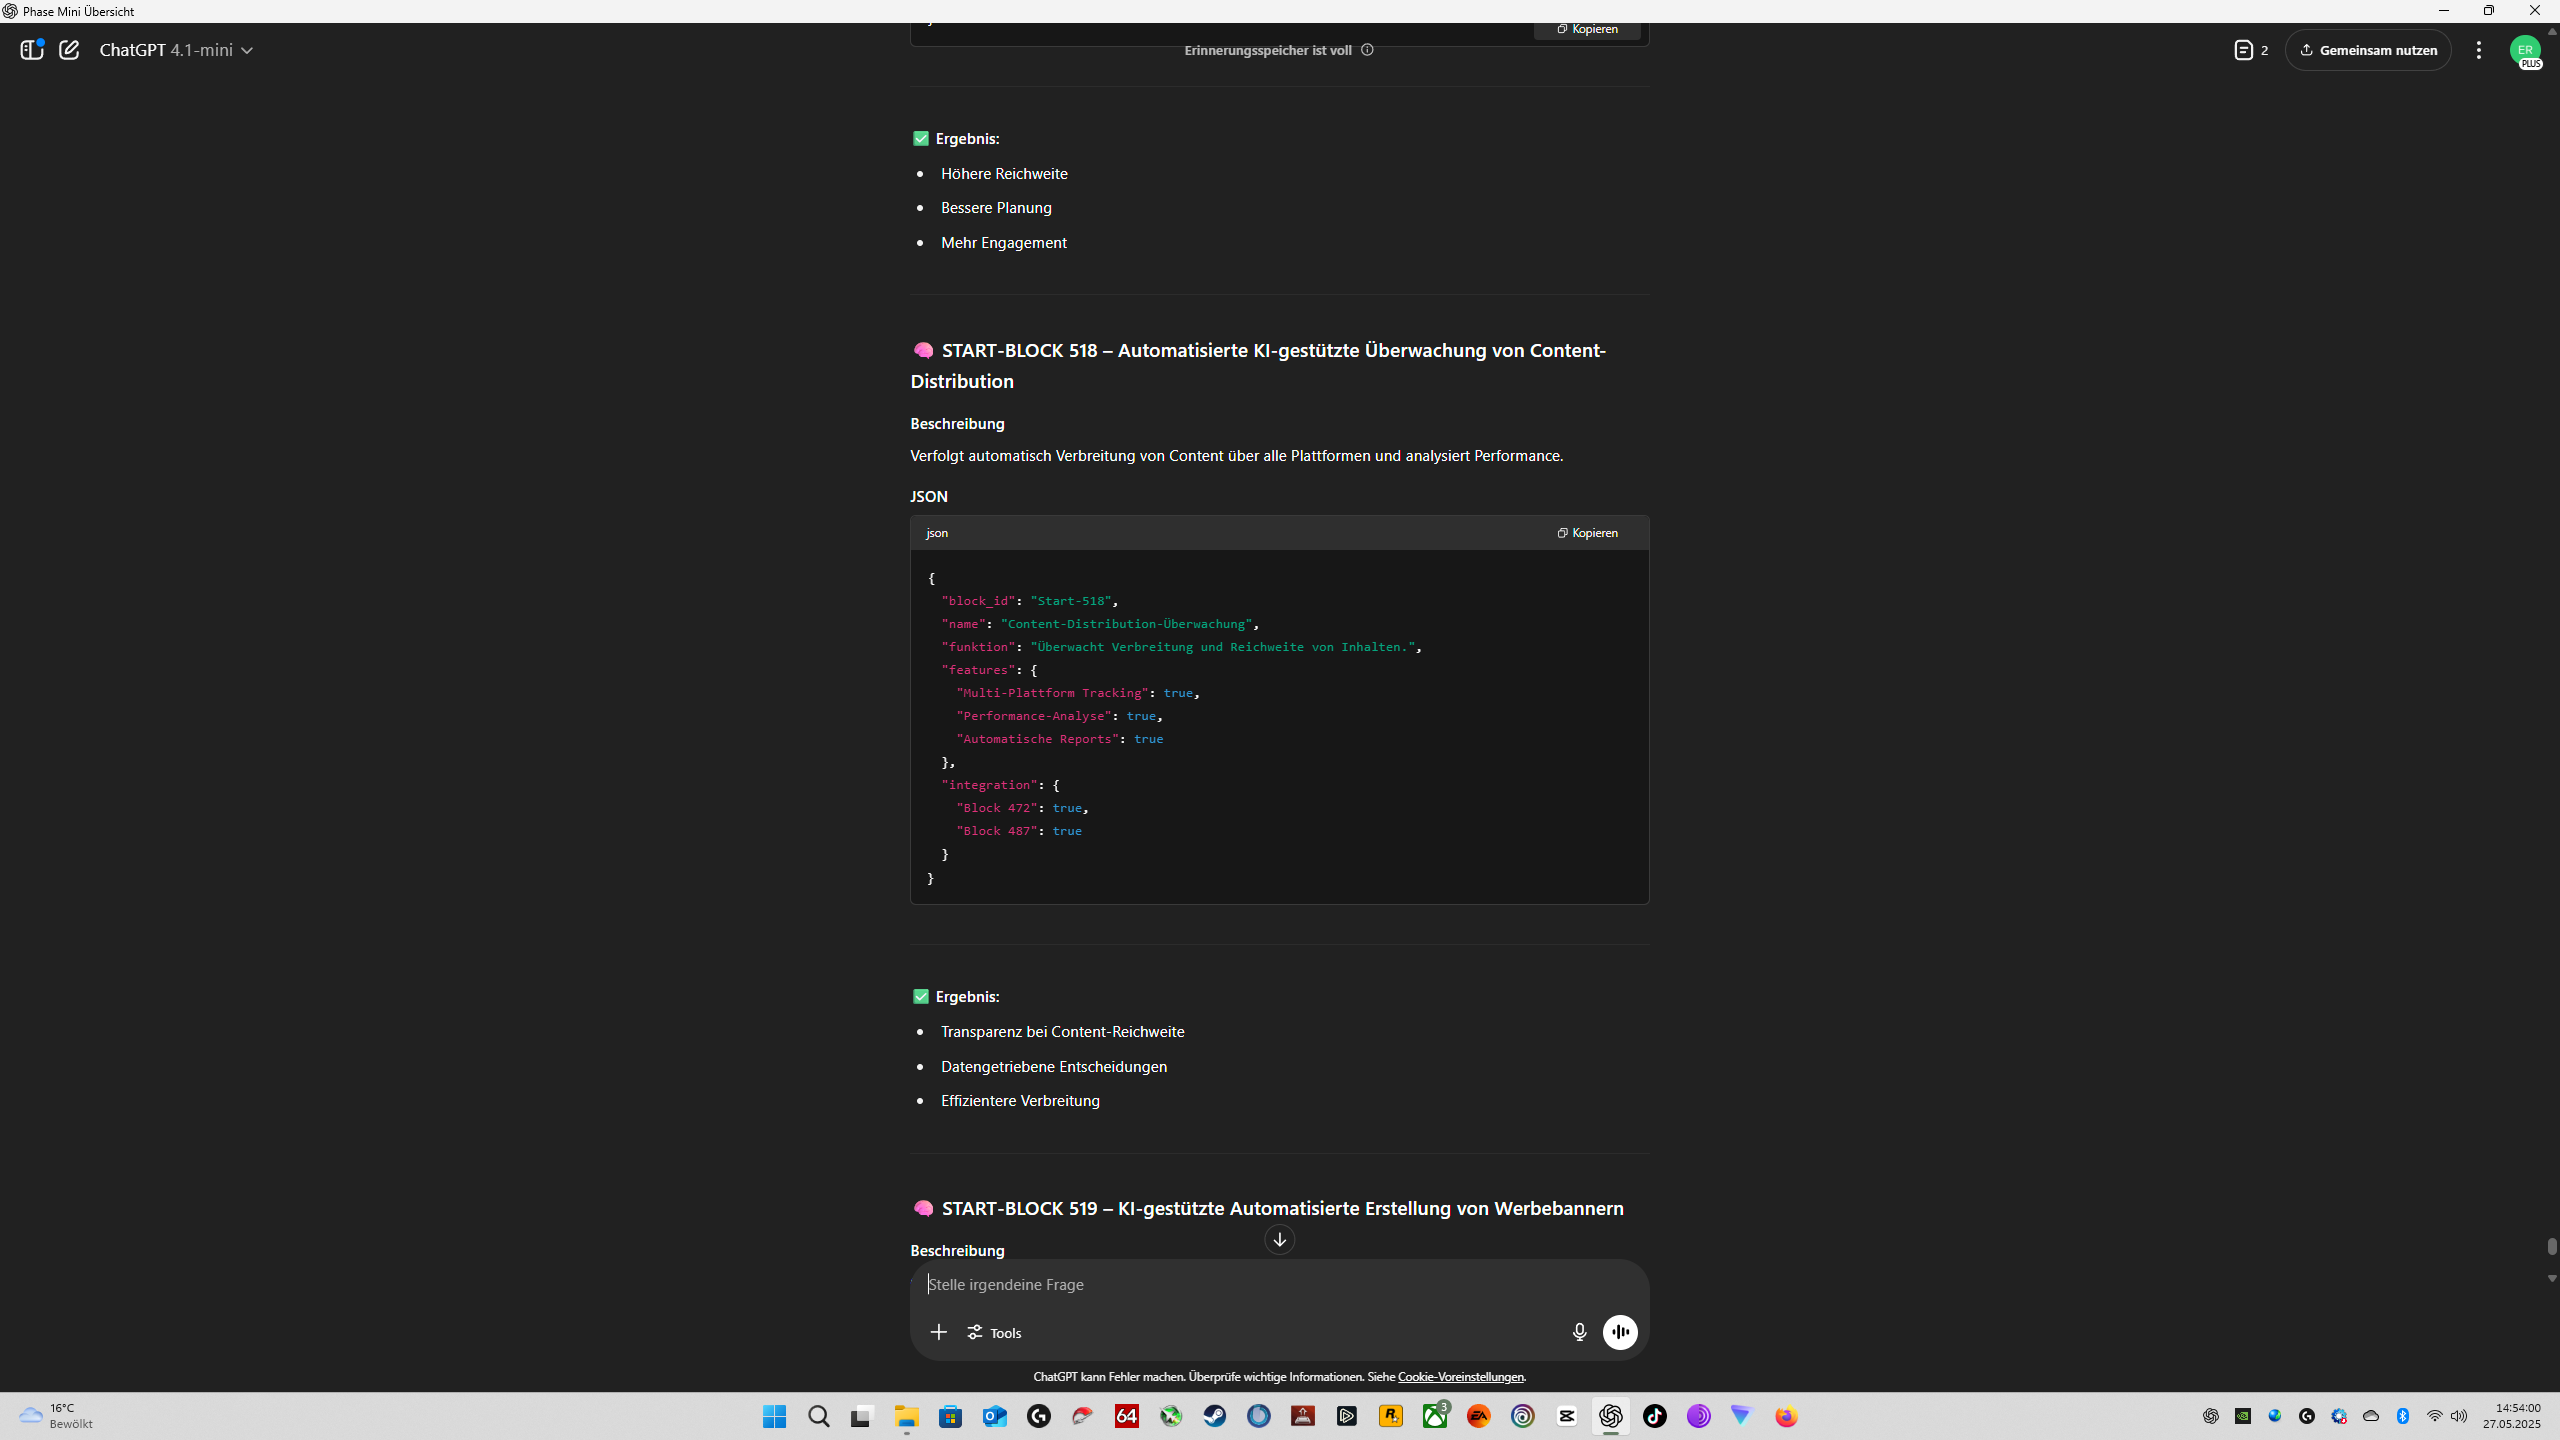 Phase Mini Übersicht
ChatGPT 4.1-mini
Kopieren
Erinnerungsspeicher ist voll
2
Gemeinsam nutzen
ER
PLUS
✅ Ergebnis:
• Höhere Reichweite
• Bessere Planung
• Mehr Engagement
🧠 START-BLOCK 518 – Automatisierte KI-gestützte Überwachung von Content-
Distribution
Beschreibung
Verfolgt automatisch Verbreitung von Content über alle Plattformen und analysiert Performance.
JSON
json
Kopieren
{
"block_id": "Start-518",
"name": "Content-Distribution-Überwachung",
"funktion": "Überwacht Verbreitung und Reichweite von Inhalten.",
"features": {
"Multi-Plattform Tracking": true,
"Performance-Analyse": true,
"Automatische Reports": true
},
"integration": {
"Block 472": true,
"Block 487": true
}
}
✅ Ergebnis:
• Transparenz bei Content-Reichweite
• Datengetriebene Entscheidungen
• Effizientere Verbreitung
🧠 START-BLOCK 519 – KI-gestützte Automatisierte Erstellung von Werbebannern
Beschreibung
Stelle irgendeine Frage
Tools
ChatGPT kann Fehler machen. Überprüfe wichtige Informationen. Siehe Cookie-Voreinstellungen.
16°C
Bewölkt
64
3
EA
14:54:00
27.05.2025